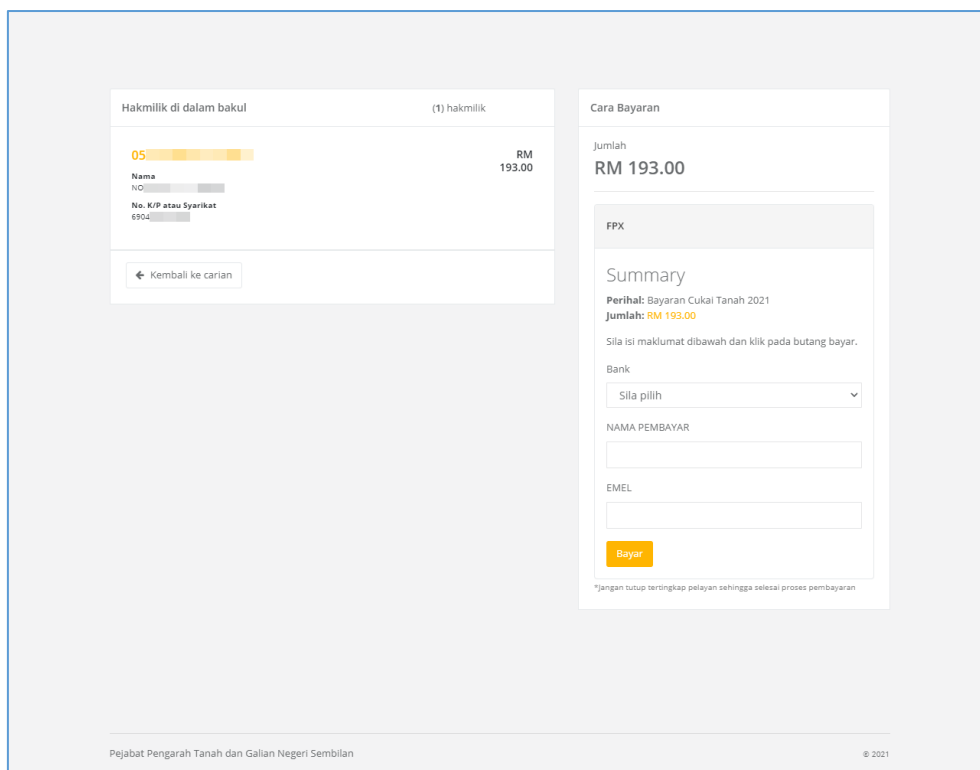 Hakmilik di dalam bakul
(1) hakmilik
05
RM
193.00
Nama
NO
No. K/P atau Syarikat
6904
Kembali ke carian
Cara Bayaran
Jumlah
RM 193.00
FPX
Summary
Perihal: Bayaran Cukai Tanah 2021
Jumlah: RM 193.00
Sila isi maklumat dibawah dan klik pada butang bayar.
Bank
Sila pilih
NAMA PEMBAYAR
EMEL
Bayar
*Jangan tutup tertingkap pelayan sehingga selesai proses pembayaran
Pejabat Pengarah Tanah dan Galian Negeri Sembilan
© 2021